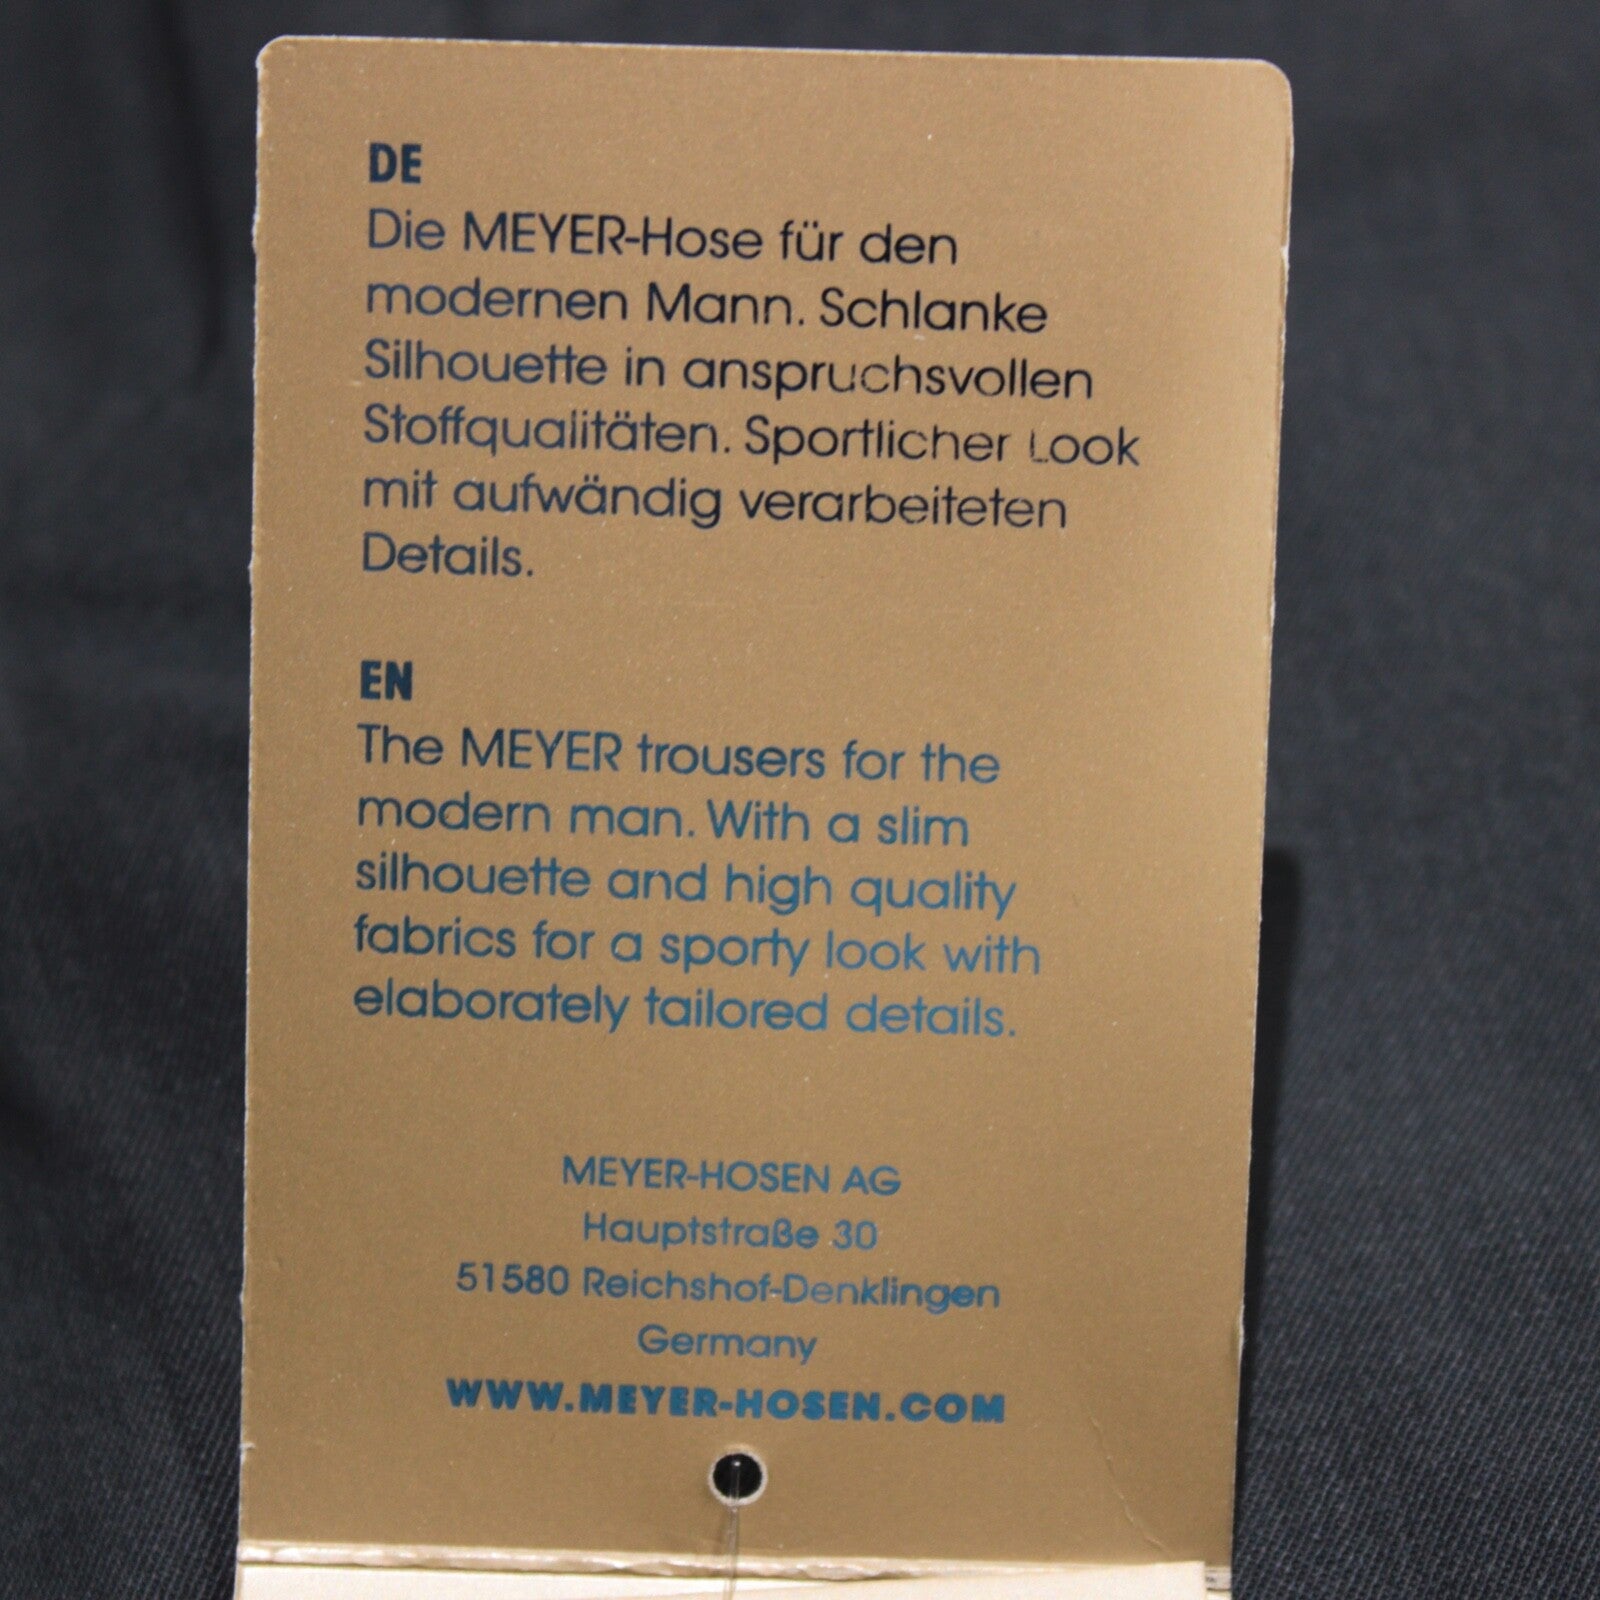 DE
Die MEYER-Hose für den
modernen Mann. Schlanke
Silhouette in anspruchsvollen
Stoffqualitäten. Sportlicher Look
mit aufwändig verarbeiteten
Details.
EN
The MEYER trousers for the
modern man. With a slim
silhouette and high quality
fabrics for a sporty look with
elaborately tailored details.
MEYER-HOSEN AG
Hauptstraße 30
51580 Reichshof-Denklingen
Germany
WWW.MEYER-HOSEN.COM